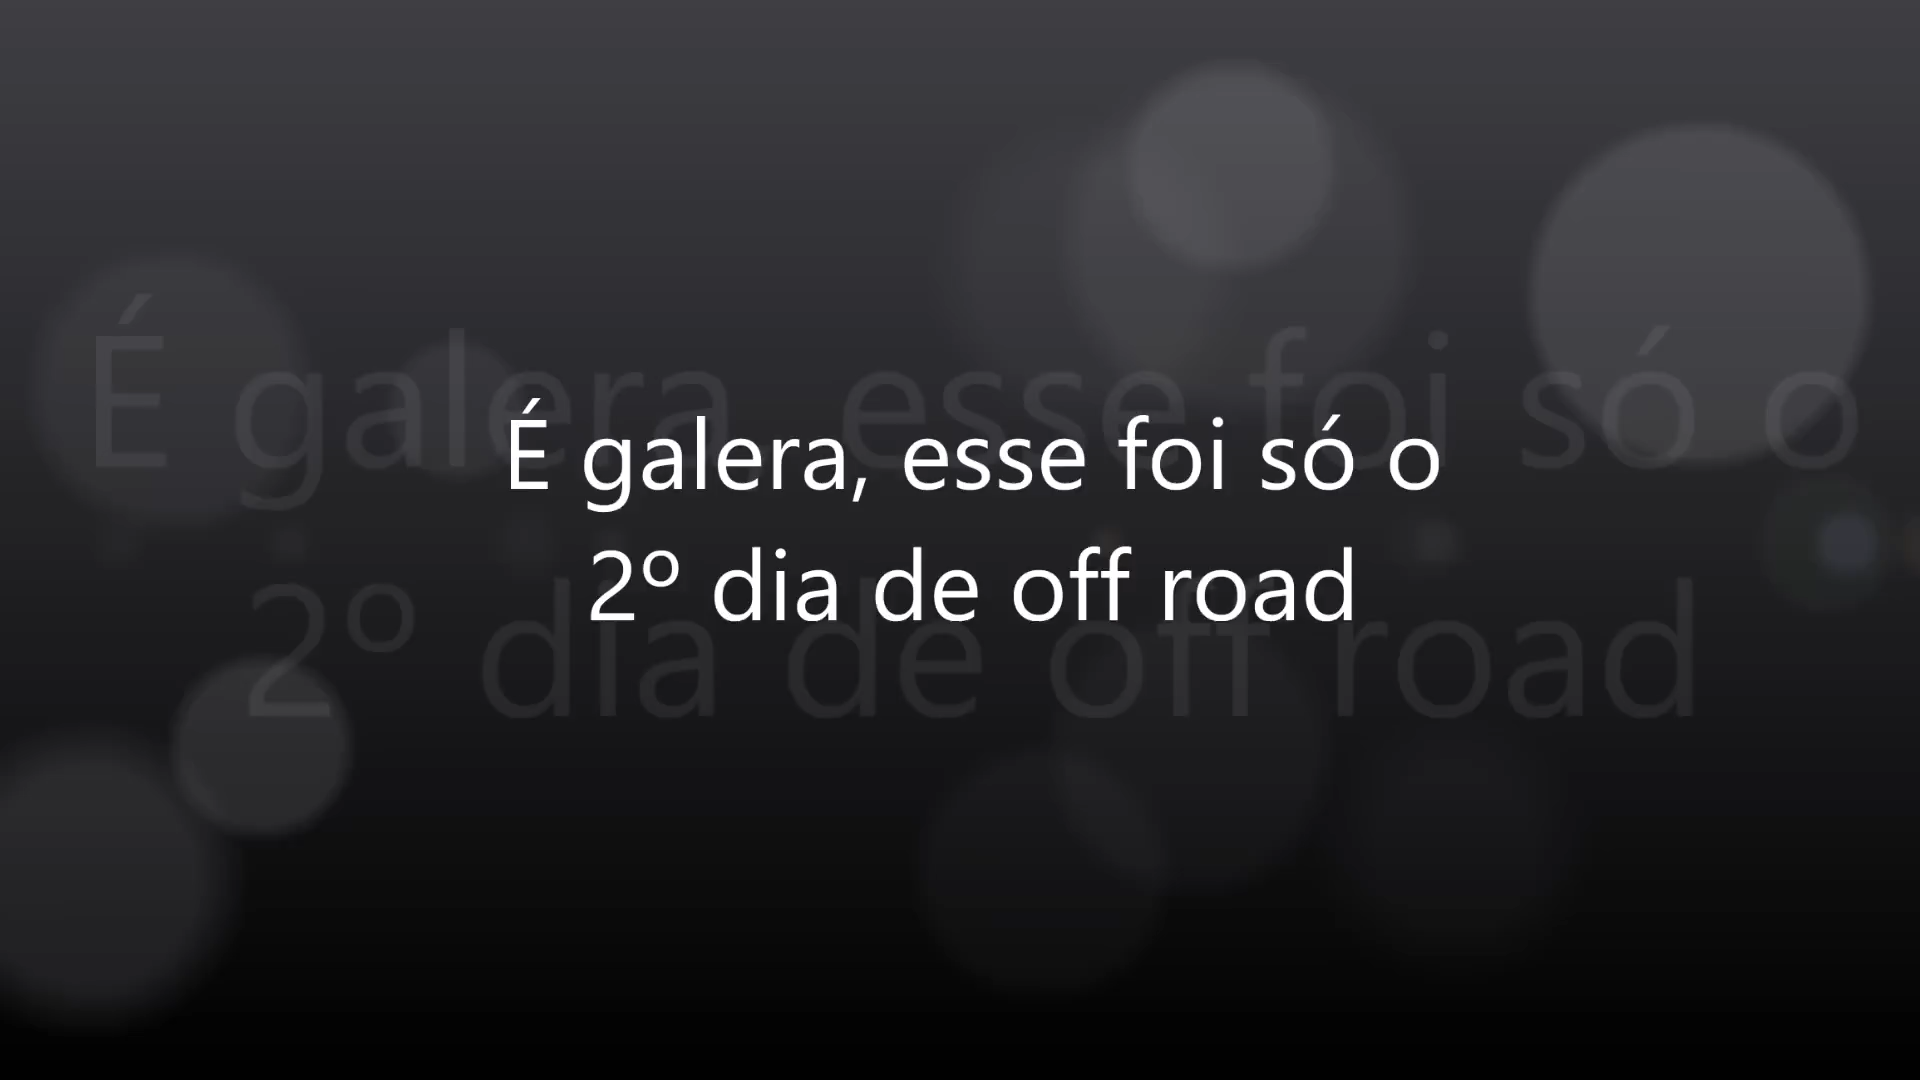 É galera, esse foi só o
2º dia de off road